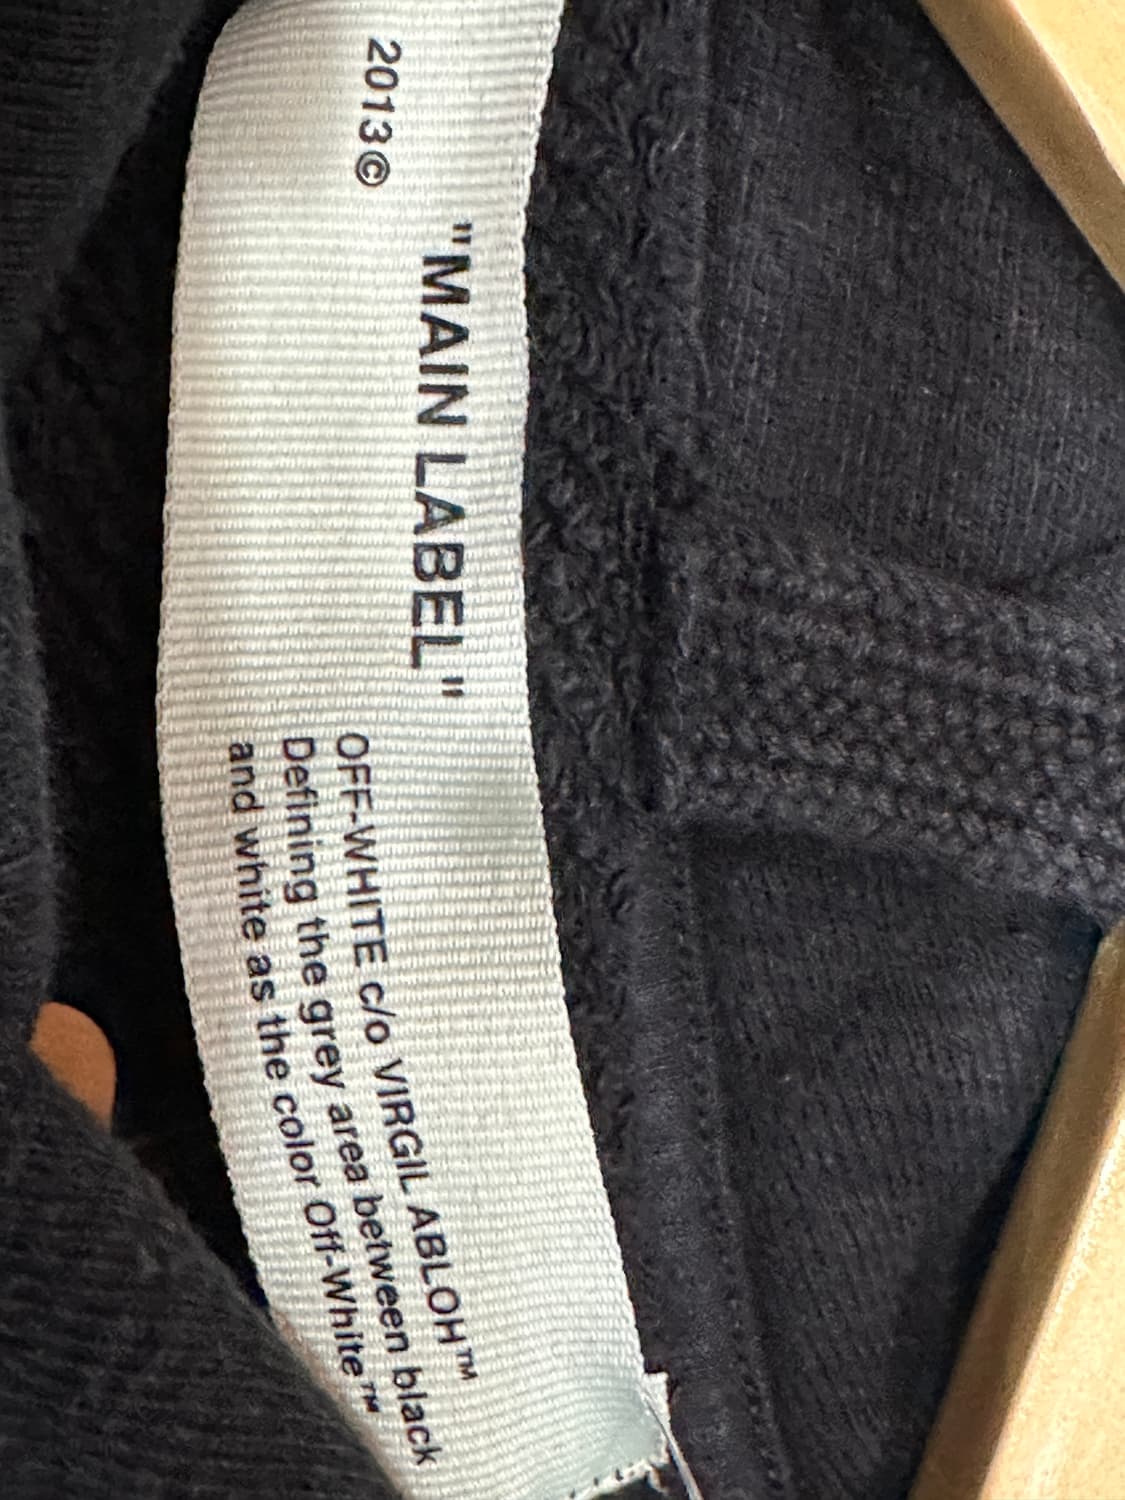 2013©
"MAIN LABEL"
OFF-WHITE c/o VIRGIL ABLOH™
Defining the grey area between black
and white as the color Off-White™